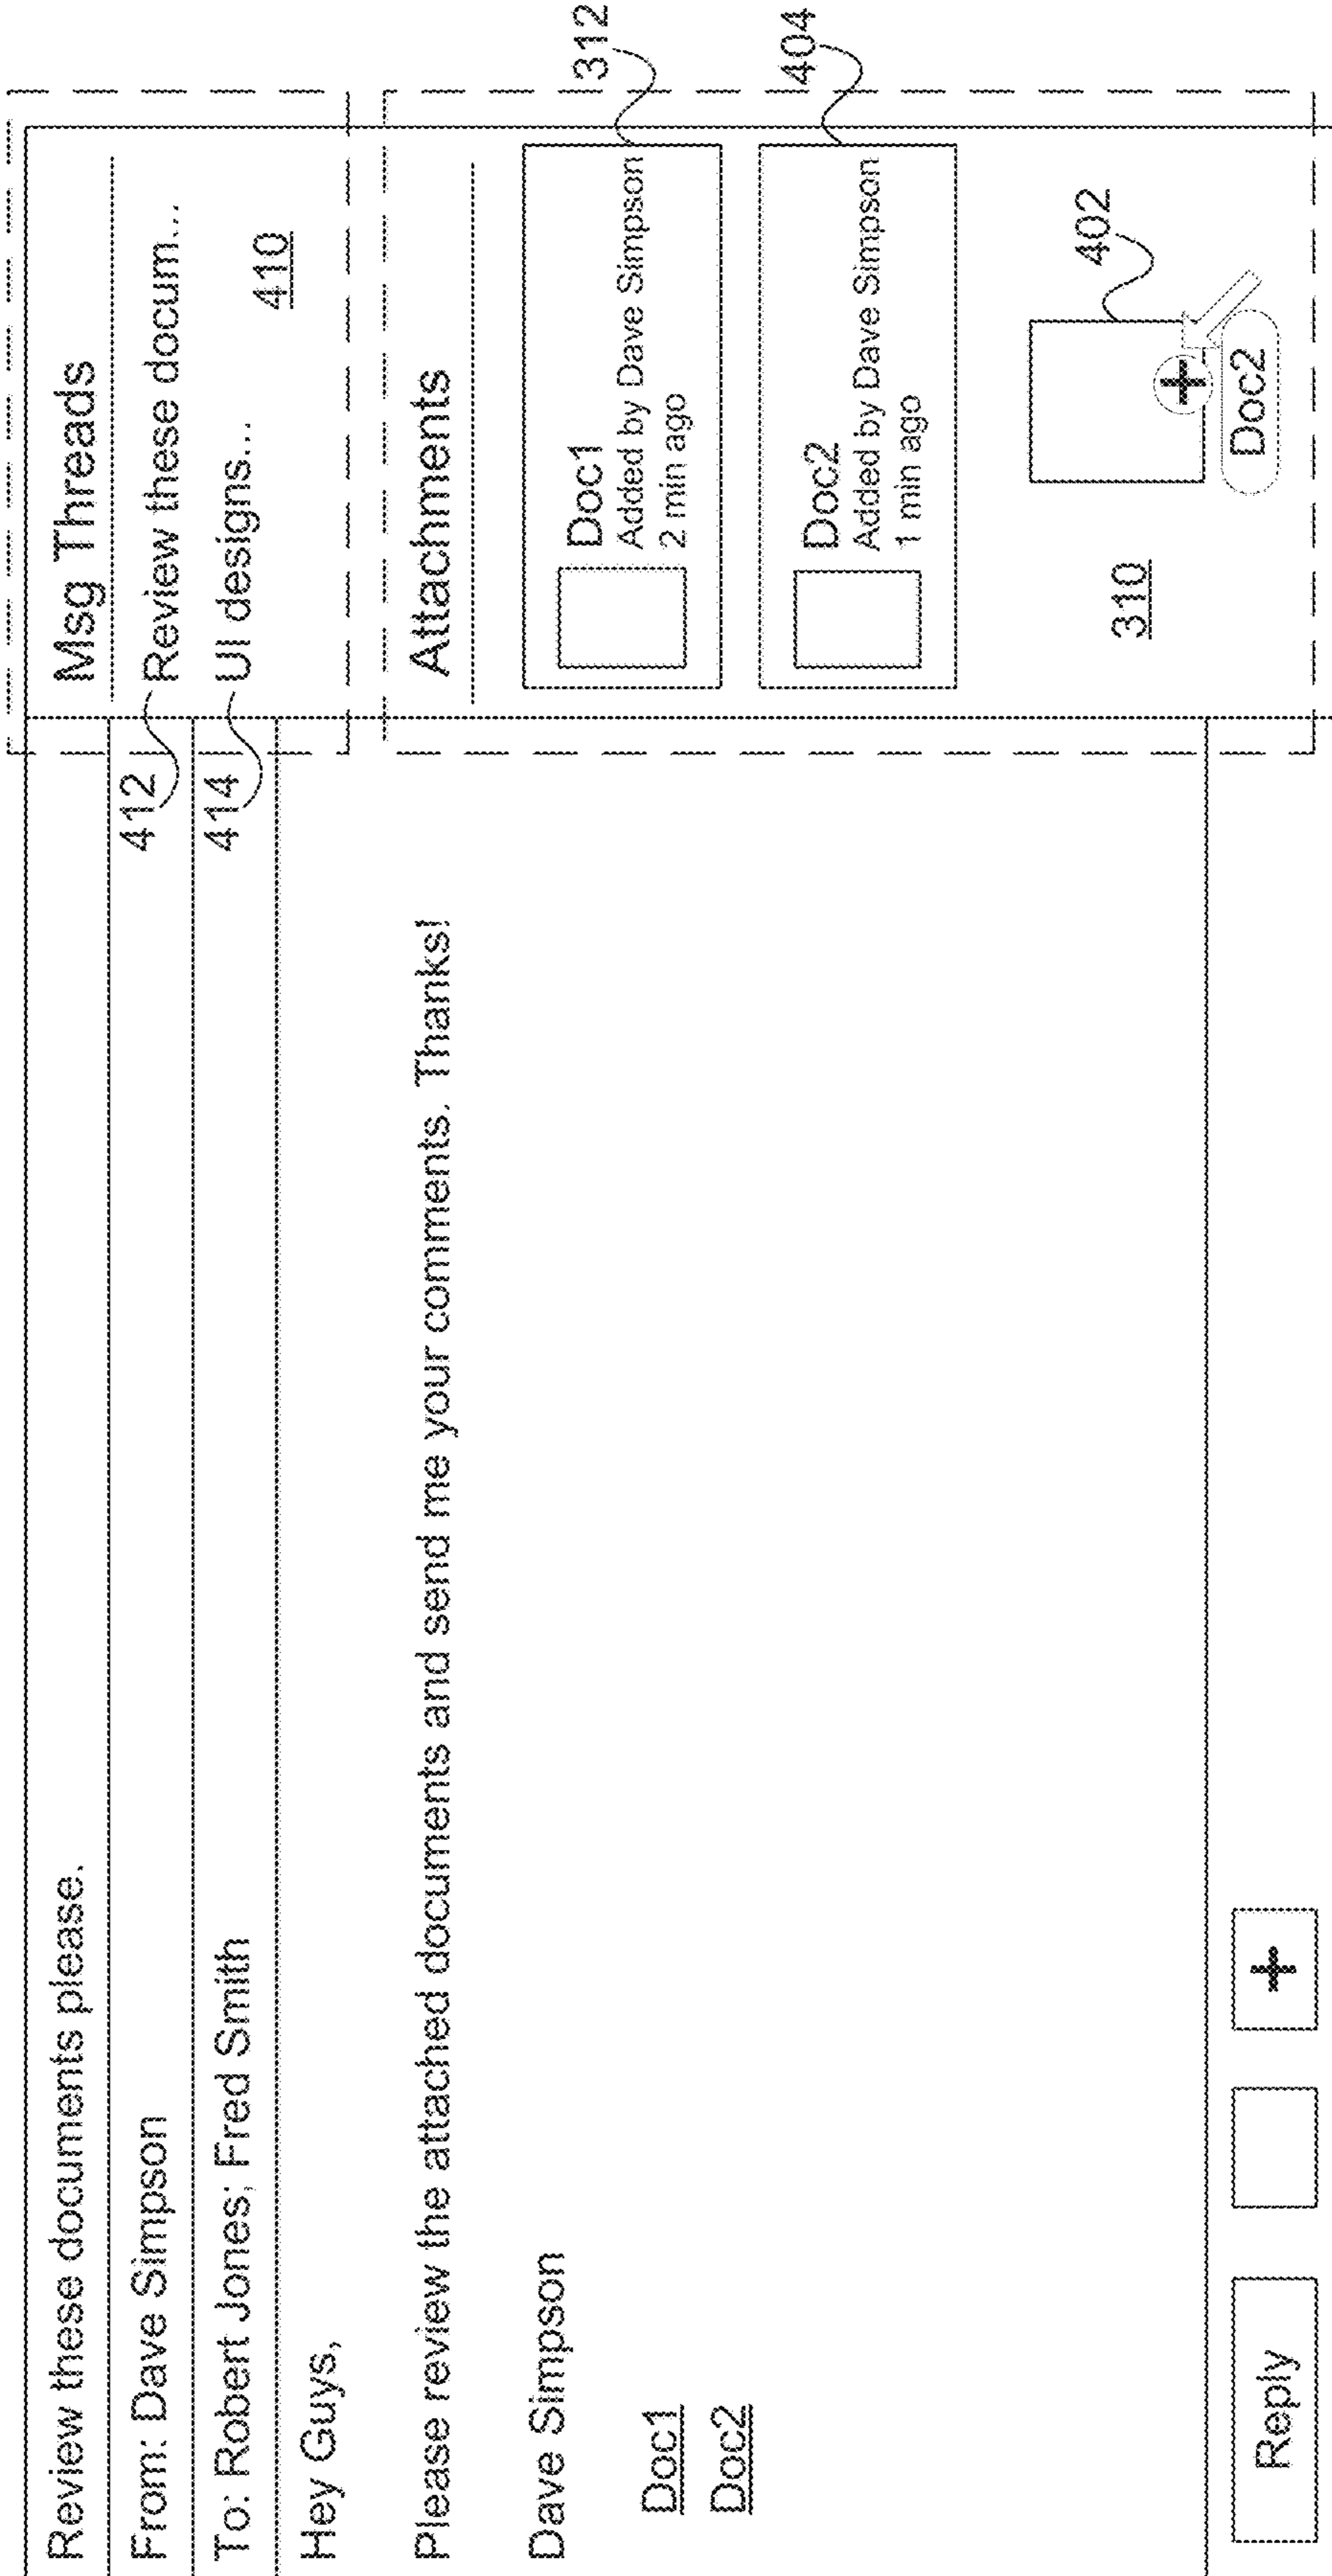 Review these documents please.
From: Dave Simpson
To: Robert Jones; Fred Smith
Hey Guys,
Please review the attached documents and send me your comments. Thanks!
Dave Simpson
Doc1
Doc2
Reply
+
Msg Threads
412
Review these docum...
414
UI designs...
410
Attachments
312
Doc1
Added by Dave Simpson
2 min ago
404
Doc2
Added by Dave Simpson
1 min ago
402
310
+
Doc2